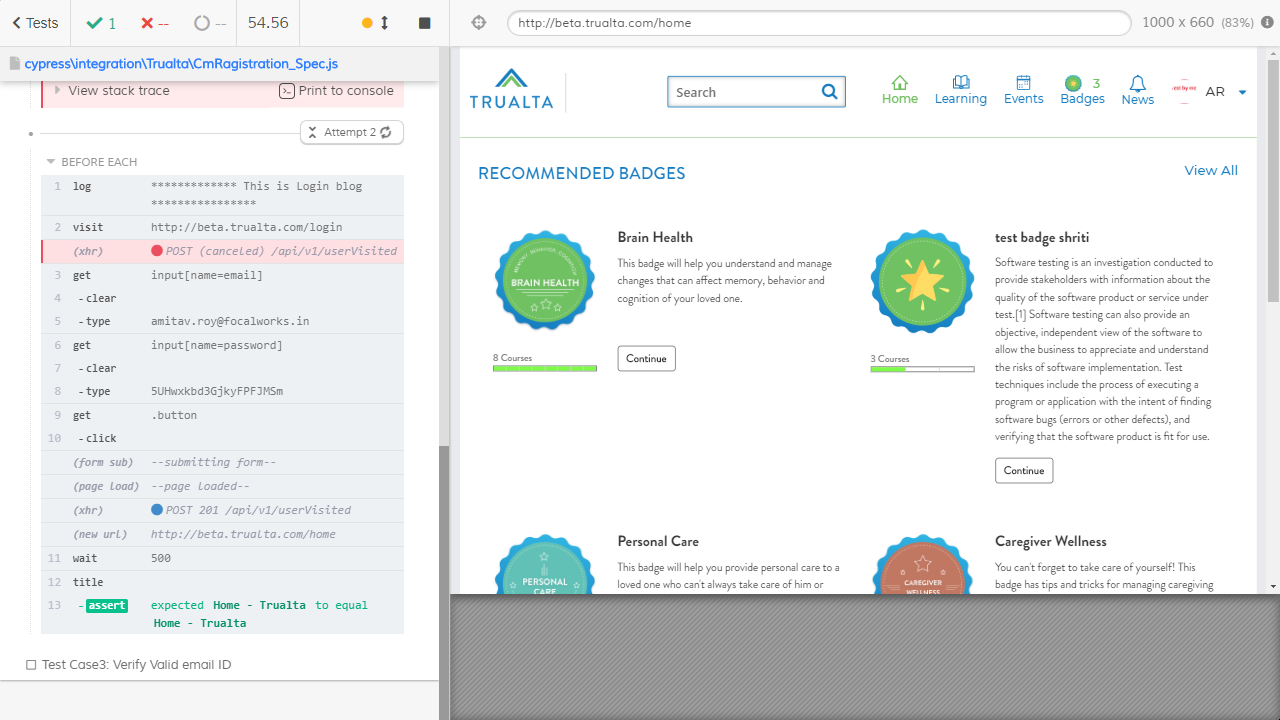 Tests
1
--
--
54.56
http://beta.trualta.com/home
1000 x 660 (83%)
cypress\integration\Trualta\CmRagistration_Spec.js
View stack trace
Print to console
Attempt 2
BEFORE EACH
1 log ************* This is Login blog
****************
2 visit http://beta.trualta.com/login
(xhr) POST (canceled) /api/v1/userVisited
3 get input[name=email]
4 -clear
5 -type amitav.roy@focalworks.in
6 get input[name=password]
7 -clear
8 -type 5UHwxkbd3GjkyFPFJMSm
9 get .button
10 -click
(form sub) --submitting form--
(page load) --page loaded--
(xhr) POST 201 /api/v1/userVisited
(new url) http://beta.trualta.com/home
11 wait 500
12 title
13 -assert expected Home - Trualta to equal
Home - Trualta
Test Case3: Verify Valid email ID
TRUALTA
Search
Home
Learning
Events
3
Badges
News
AR
RECOMMENDED BADGES
View All
BRAIN HEALTH
8 Courses
Brain Health
This badge will help you understand and manage
changes that can affect memory, behavior and
cognition of your loved one.
Continue
3 Courses
test badge shriti
Software testing is an investigation conducted to
provide stakeholders with information about the
quality of the software product or service under
test.[1] Software testing can also provide an
objective, independent view of the software to
allow the business to appreciate and understand
the risks of software implementation. Test
techniques include the process of executing a
program or application with the intent of finding
software bugs (errors or other defects), and
verifying that the software product is fit for use.
Continue
PERSONAL
CARE
Personal Care
This badge will help you provide personal care to a
loved one who can't always take care of him or
CAREGIVER
WELLNESS
Caregiver Wellness
You can't forget to take care of yourself! This
badge has tips and tricks for managing caregiving